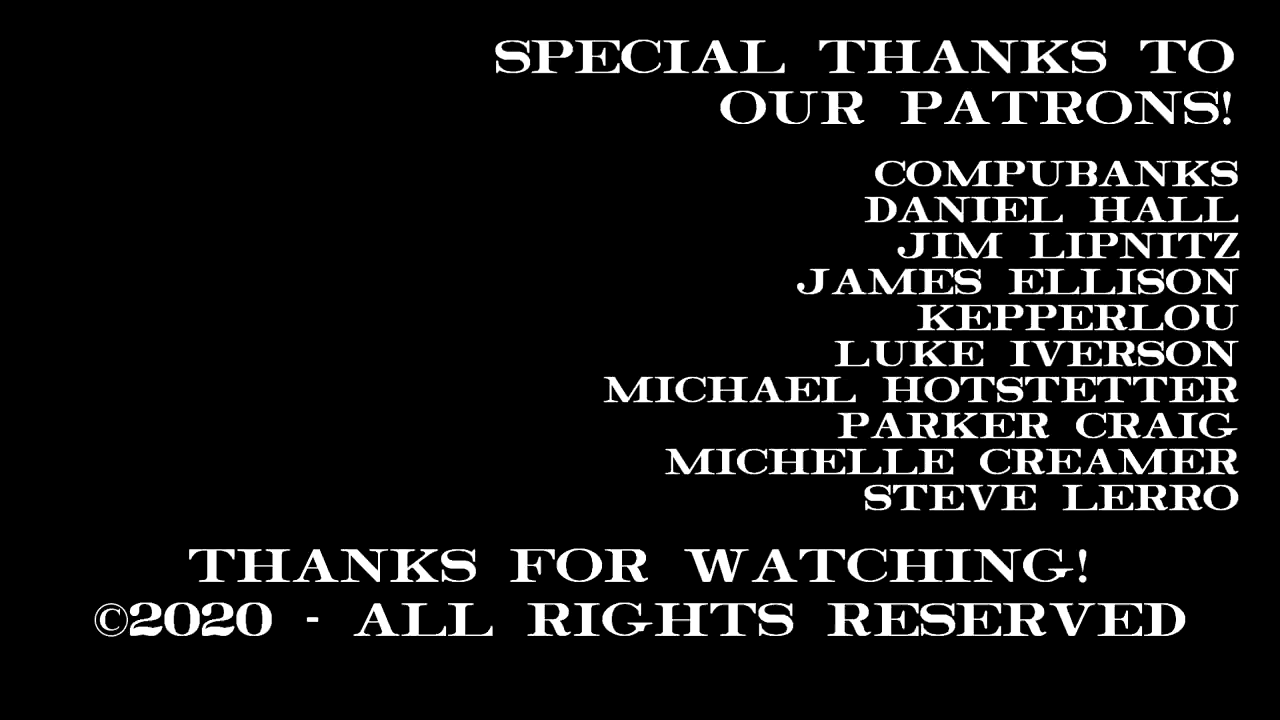 SPECIAL THANKS TO
OUR PATRONS!
COMPUBANKS
DANIEL HALL
JIM LIPNITZ
JAMES ELLISON
KEPPERLOU
LUKE IVERSON
MICHAEL HOTSTETTER
PARKER CRAIG
MICHELLE CREAMER
STEVE LERRO
THANKS FOR WATCHING!
©2020 - ALL RIGHTS RESERVED